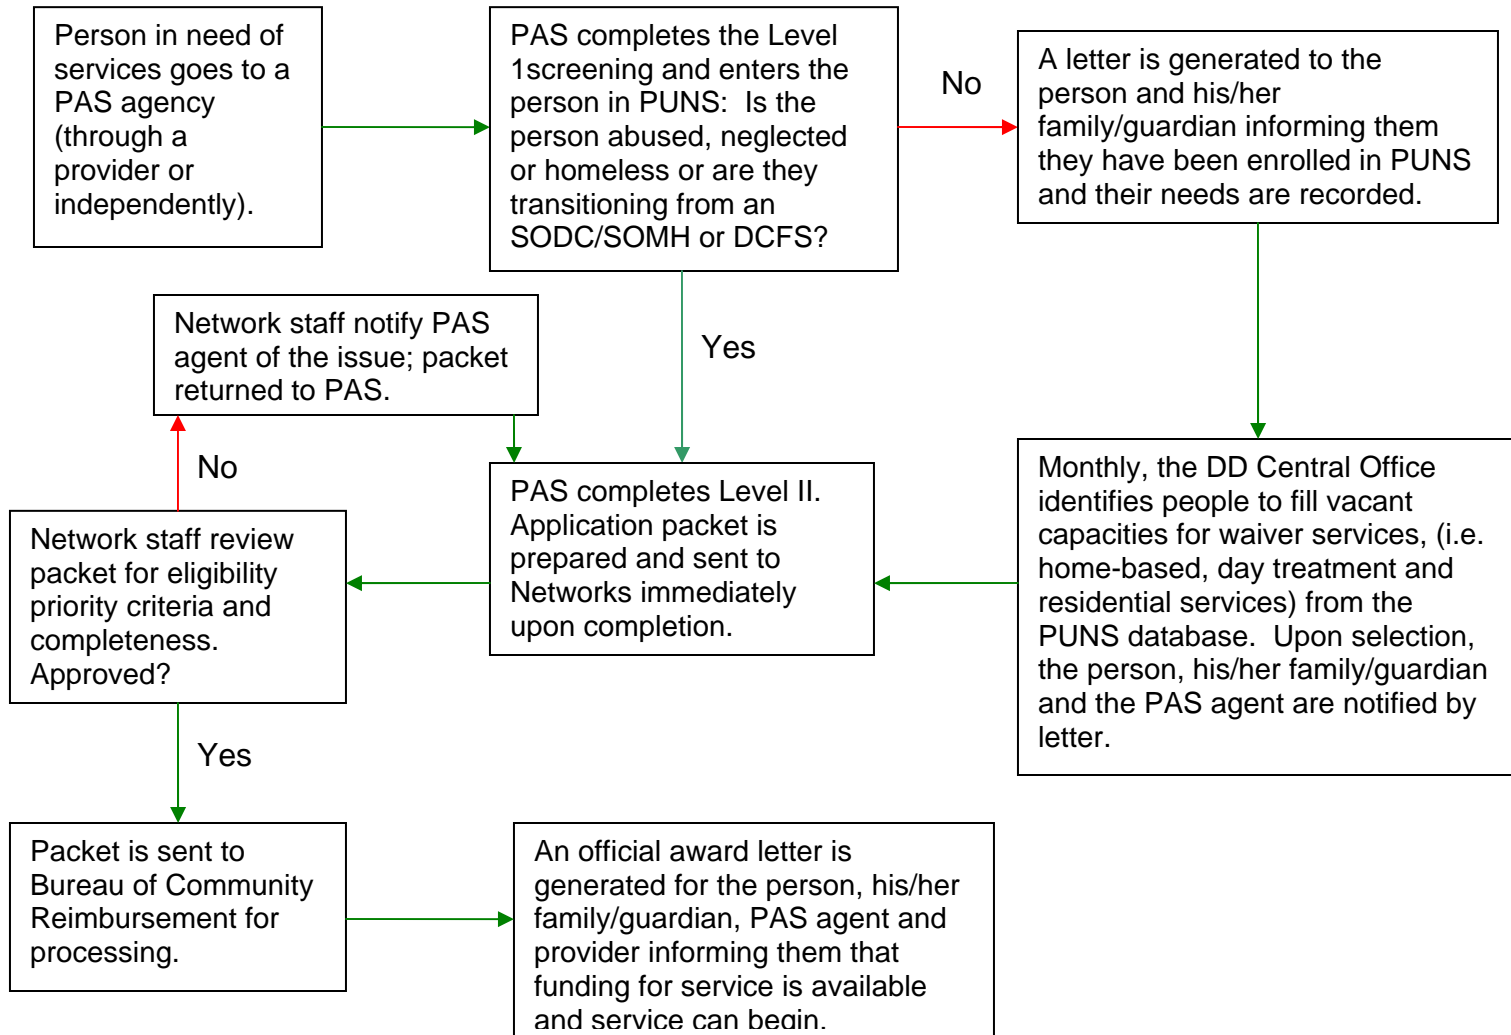 Person in need of
services goes to a
PAS agency
(through a
provider or
independently).
PAS completes the Level
1screening and enters the
person in PUNS:  Is the
person abused, neglected
or homeless or are they
transitioning from an
SODC/SOMH or DCFS?
No
A letter is generated to the
person and his/her
family/guardian informing them
they have been enrolled in PUNS
and their needs are recorded.
Yes
Network staff notify PAS
agent of the issue; packet
returned to PAS.
No
Monthly, the DD Central Office
identifies people to fill vacant
capacities for waiver services, (i.e.
home-based, day treatment and
residential services) from the
PUNS database.  Upon selection,
the person, his/her family/guardian
and the PAS agent are notified by
letter.
PAS completes Level II.
Application packet is
prepared and sent to
Networks immediately
upon completion.
Network staff review
packet for eligibility
priority criteria and
completeness.
Approved?
Yes
Packet is sent to
Bureau of Community
Reimbursement for
processing.
An official award letter is
generated for the person, his/her
family/guardian, PAS agent and
provider informing them that
funding for service is available
and service can begin.